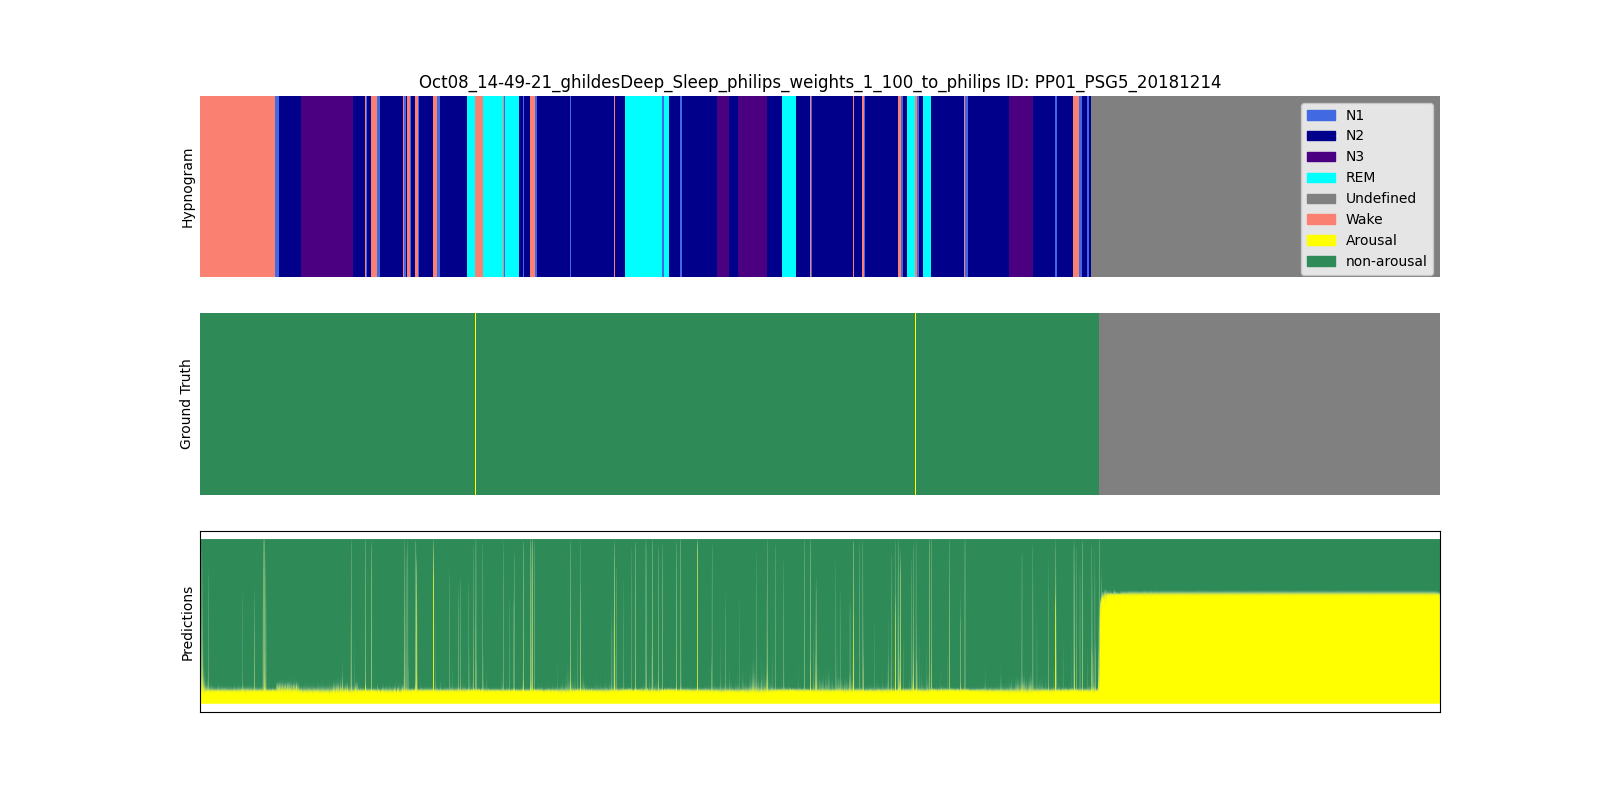 Oct08_14-49-21_ghildesDeep_Sleep_philips_weights_1_100_to_philips ID: PP01_PSG5_20181214
Hypnogram
N1
N2
N3
REM
Undefined
Wake
Arousal
non-arousal
Ground Truth
Predictions